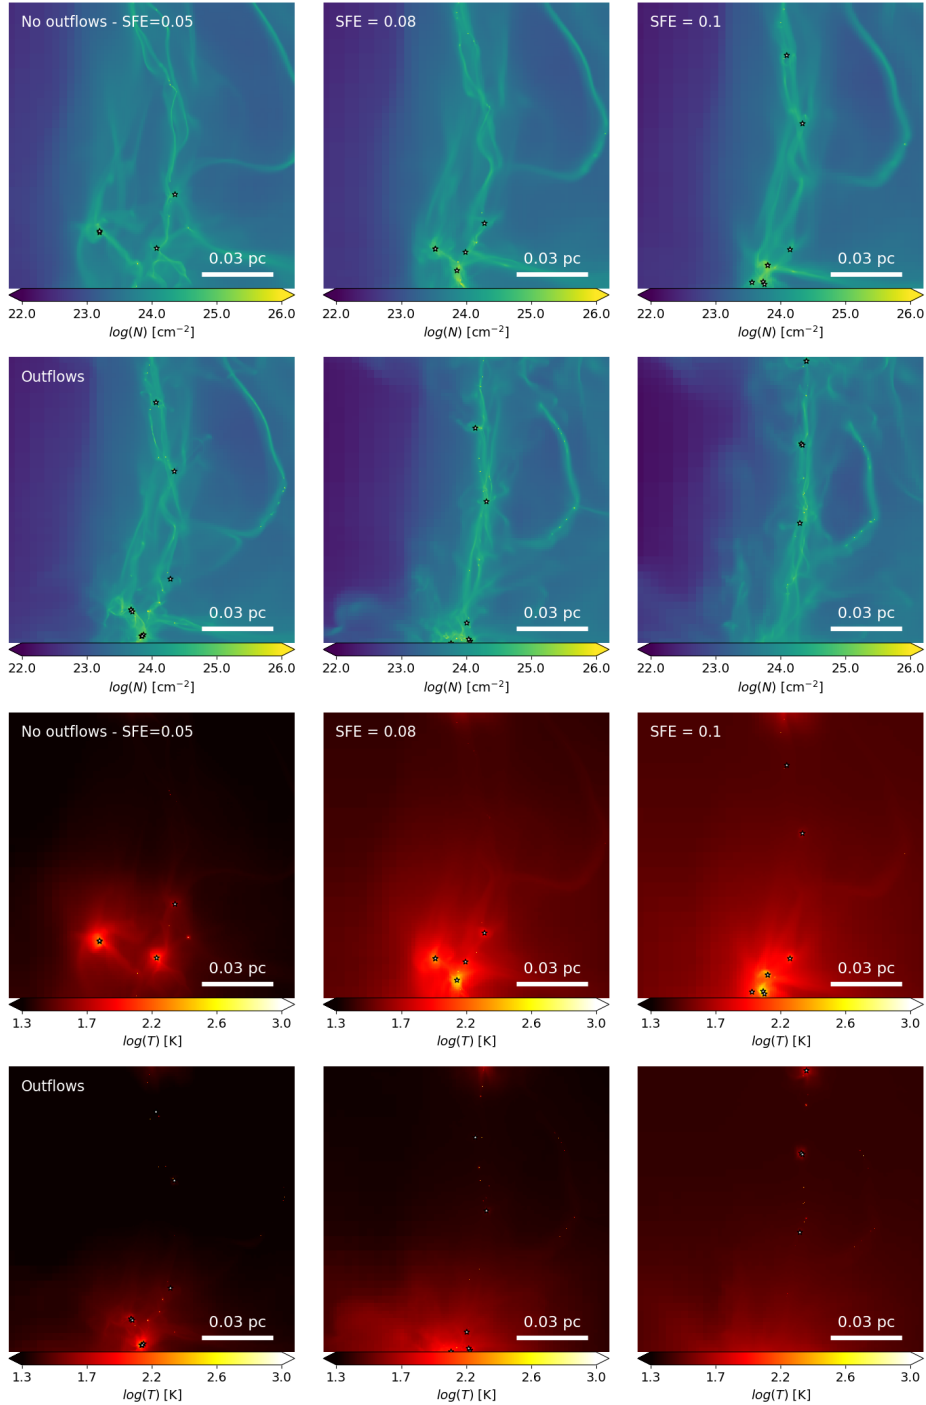 No outflows - SFE=0.05
SFE = 0.08
SFE = 0.1
0.03 pc
0.03 pc
0.03 pc
22.0 23.0 24.0 25.0 26.0
22.0 23.0 24.0 25.0 26.0
22.0 23.0 24.0 25.0 26.0
log(N) [cm⁻²]
log(N) [cm⁻²]
log(N) [cm⁻²]
Outflows
0.03 pc
0.03 pc
0.03 pc
22.0 23.0 24.0 25.0 26.0
22.0 25.0 24.0 23.0 26.0
22.0 23.0 24.0 25.0 26.0
log(N) [cm⁻²]
log(N) [cm⁻²]
log(N) [cm⁻²]
No outflows - SFE=0.05
SFE = 0.08
SFE = 0.1
0.03 pc
0.03 pc
0.03 pc
1.3 1.7 2.2 2.6 3.0
1.3 1.7 2.2 2.6 3.0
1.3 1.7 2.2 2.6 3.0
log(T) [K]
log(T) [K]
log(T) [K]
Outflows
0.03 pc
0.03 pc
0.03 pc
1.3 1.7 2.2 2.6 3.0
1.3 1.7 2.2 2.6 3.0
1.3 1.7 2.2 2.6 3.0
log(T) [K]
log(T) [K]
log(T) [K]